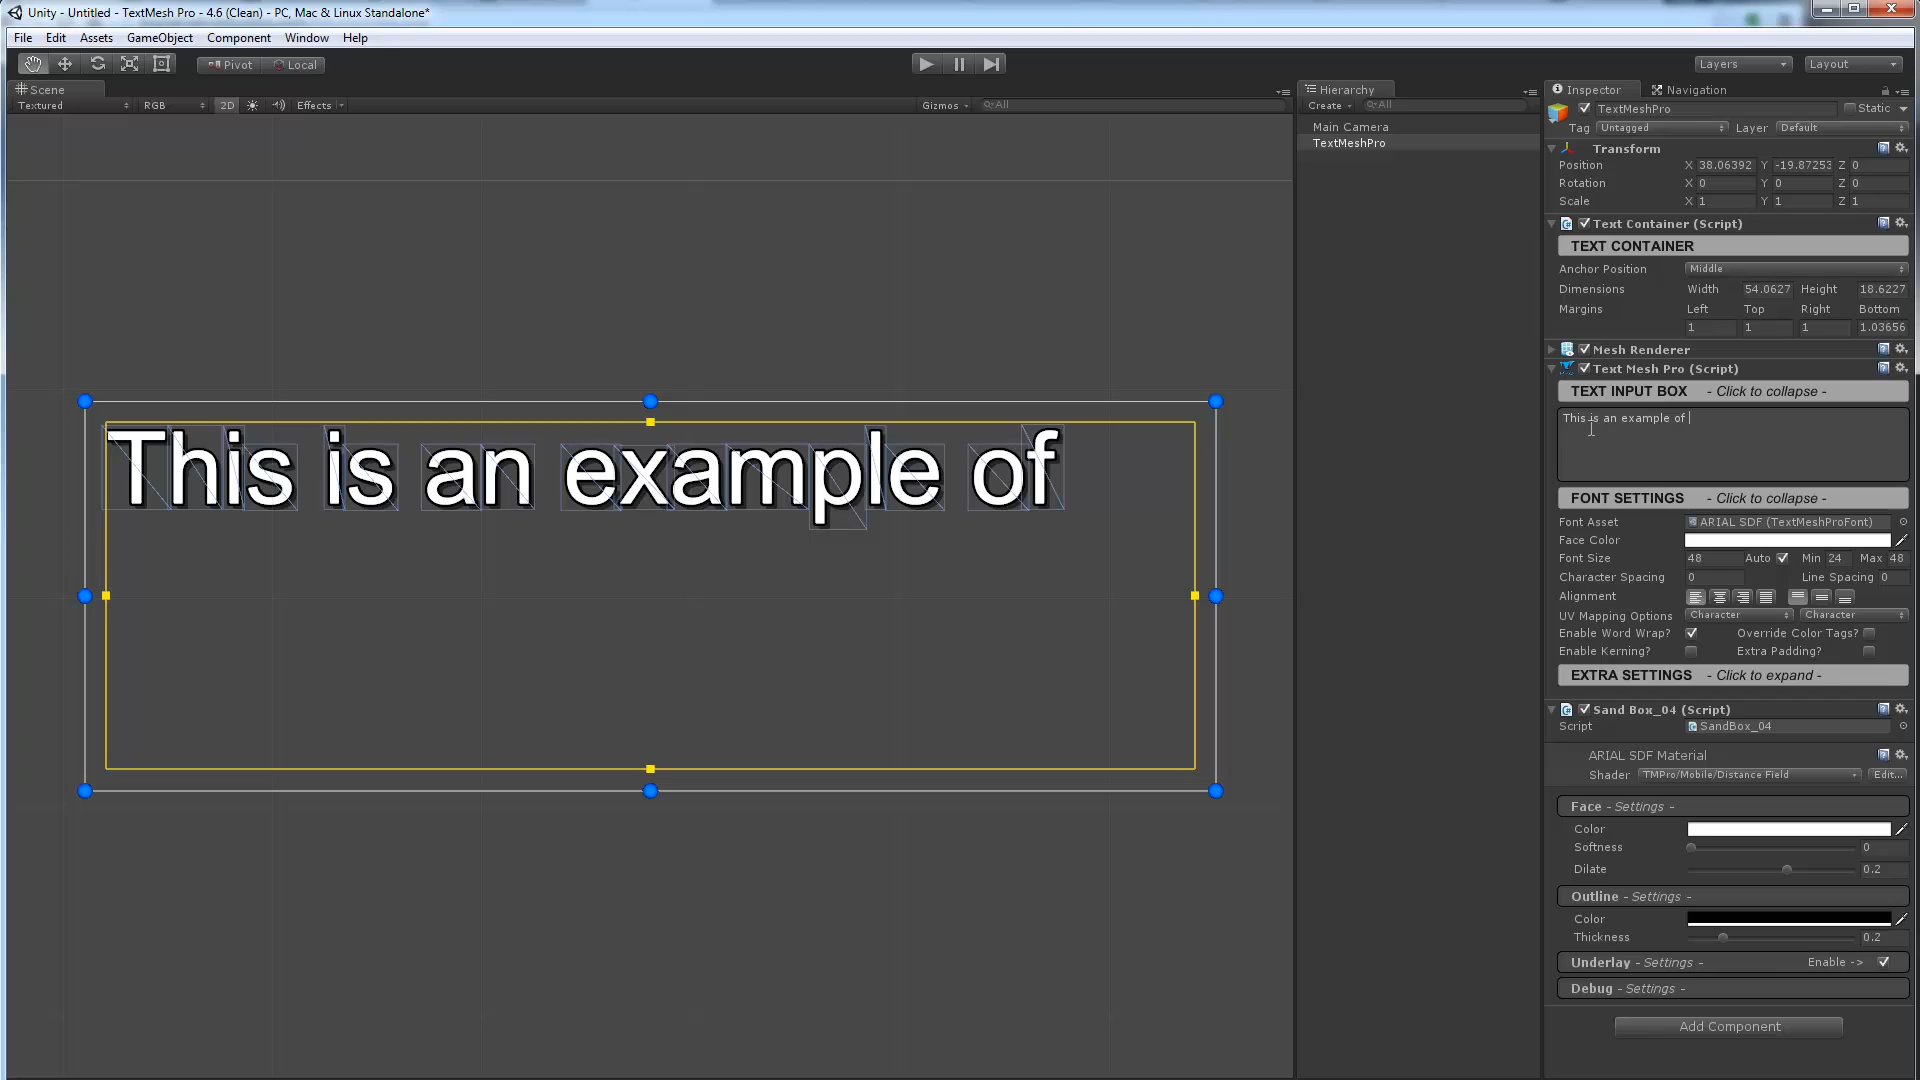 Unity - Untitled - TextMesh Pro - 4.6 (Clean) - PC, Mac & Linux Standalone*
File Edit Assets GameObject Component Window Help
Pivot Local Layers Layout
Scene
Textured RGB 2D Effects Gizmos All
This is an example of
Hierarchy
Create All
Main Camera
TextMeshPro
Inspector Navigation
TextMeshPro Static
Tag Untagged Layer Default
Transform
Position X 38.06392 Y -19.87253 Z 0
Rotation X 0 Y 0 Z 0
Scale X 1 Y 1 Z 1
Text Container (Script)
TEXT CONTAINER
Anchor Position Middle
Dimensions Width 54.0627 Height 18.6227
Margins Left Top Right Bottom
1 1 1 1.03656
Mesh Renderer
Text Mesh Pro (Script)
TEXT INPUT BOX - Click to collapse -
This is an example of
FONT SETTINGS - Click to collapse -
Font Asset ARIAL SDF (TextMeshProFont)
Face Color
Font Size 48 Auto Min 24 Max 48
Character Spacing 0 Line Spacing 0
Alignment
UV Mapping Options Character Character
Enable Word Wrap? Override Color Tags?
Enable Kerning? Extra Padding?
EXTRA SETTINGS - Click to expand -
Sand Box_04 (Script)
Script SandBox_04
ARIAL SDF Material
Shader TMPro/Mobile/Distance Field Edit...
Face - Settings -
Color
Softness 0
Dilate 0.2
Outline - Settings -
Color
Thickness 0.2
Underlay - Settings - Enable ->
Debug - Settings -
Add Component